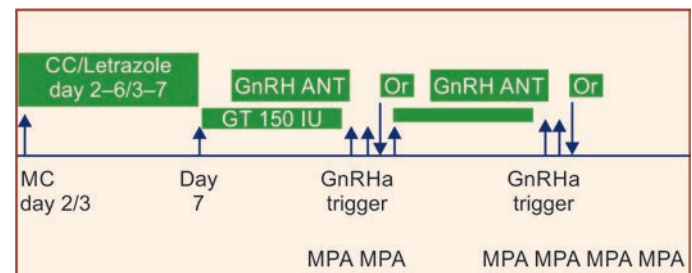 CC/Letrazole
day 2–6/3–7
GnRH ANT
Or
GnRH ANT
Or
GT 150 IU
MC
day 2/3
Day
7
GnRHa
trigger
GnRHa
trigger
MPA MPA
MPA MPA MPA MPA